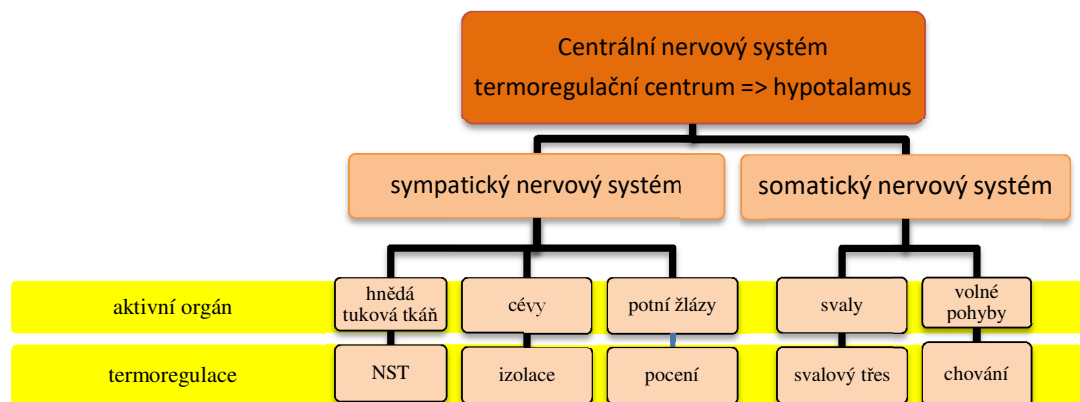 Centrální nervový systém
termoregulační centrum => hypotalamus
sympatický nervový systém
somatický nervový systém
aktivní orgán
hnědá
tuková tkáň
cévy
potní žlázy
svaly
volné
pohyby
termoregulace
NST
izolace
pocení
svalový třes
chování